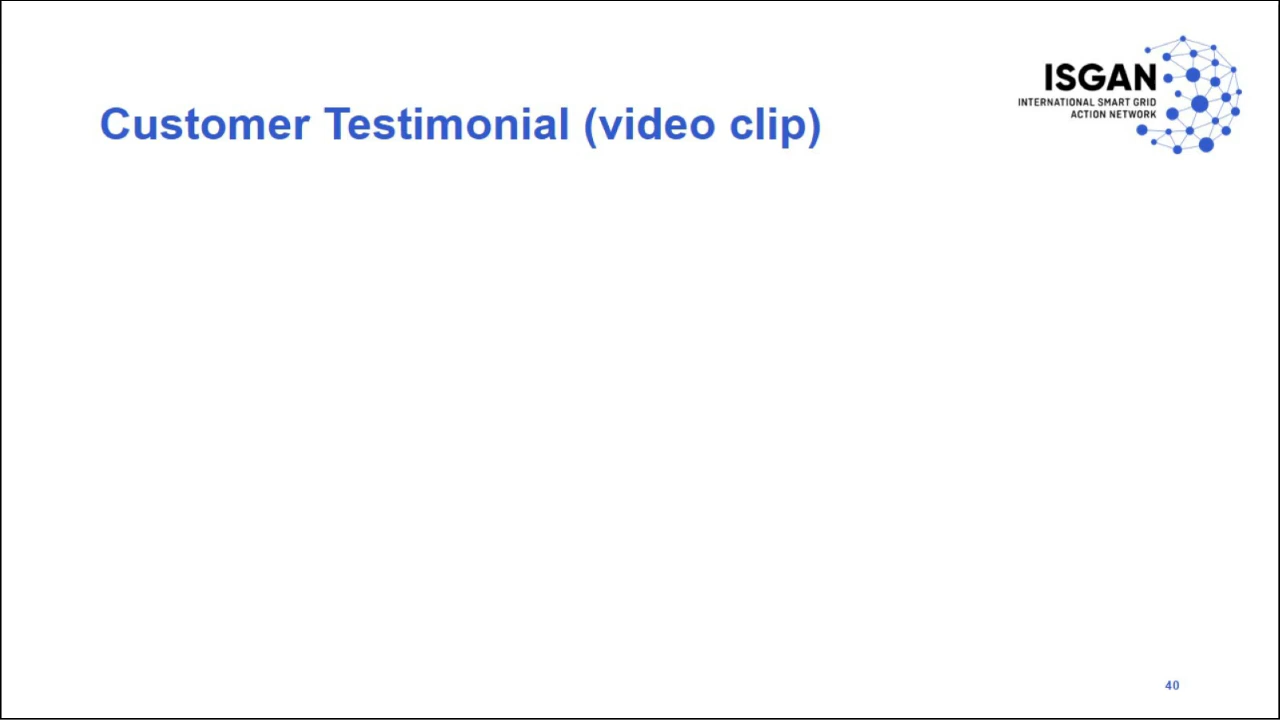 Customer Testimonial (video clip)
ISGAN
INTERNATIONAL SMART GRID
ACTION NETWORK
40